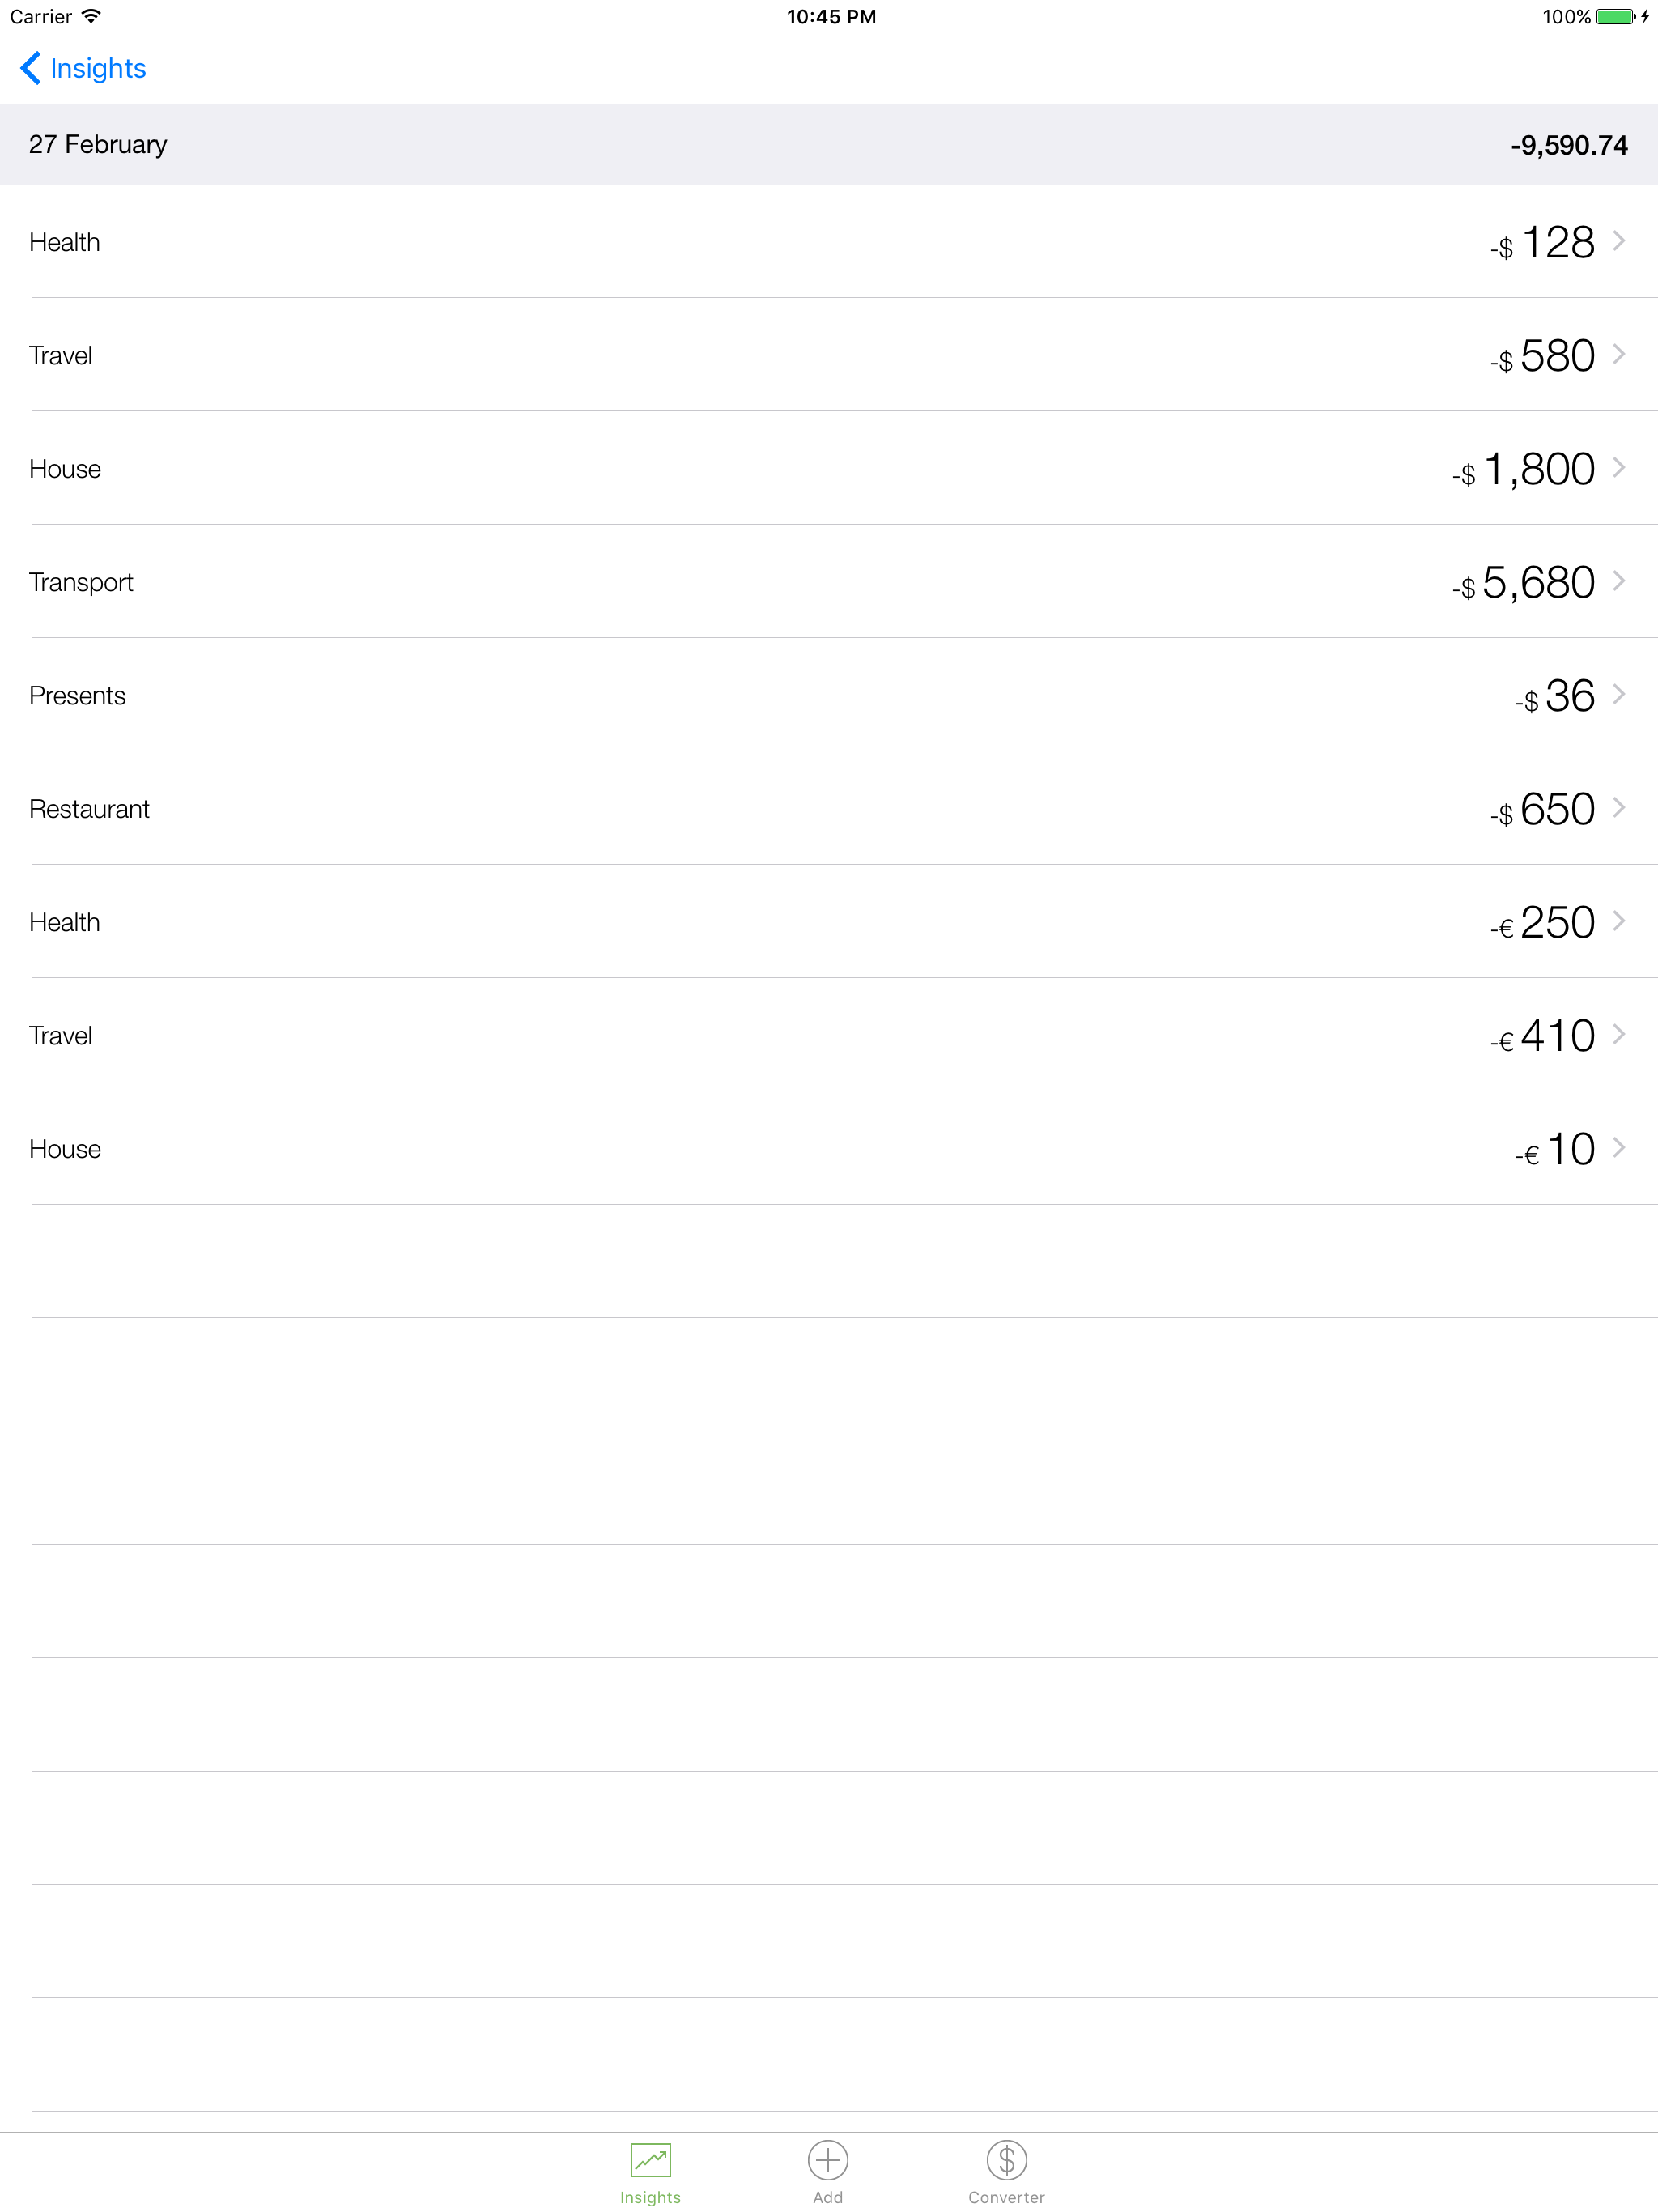 Carrier 10:45 PM 100%
Insights
27 February -9,590.74
Health -$ 128
Travel -$ 580
House -$ 1,800
Transport -$ 5,680
Presents -$ 36
Restaurant -$ 650
Health -€ 250
Travel -€ 410
House -€ 10
Insights Add Converter